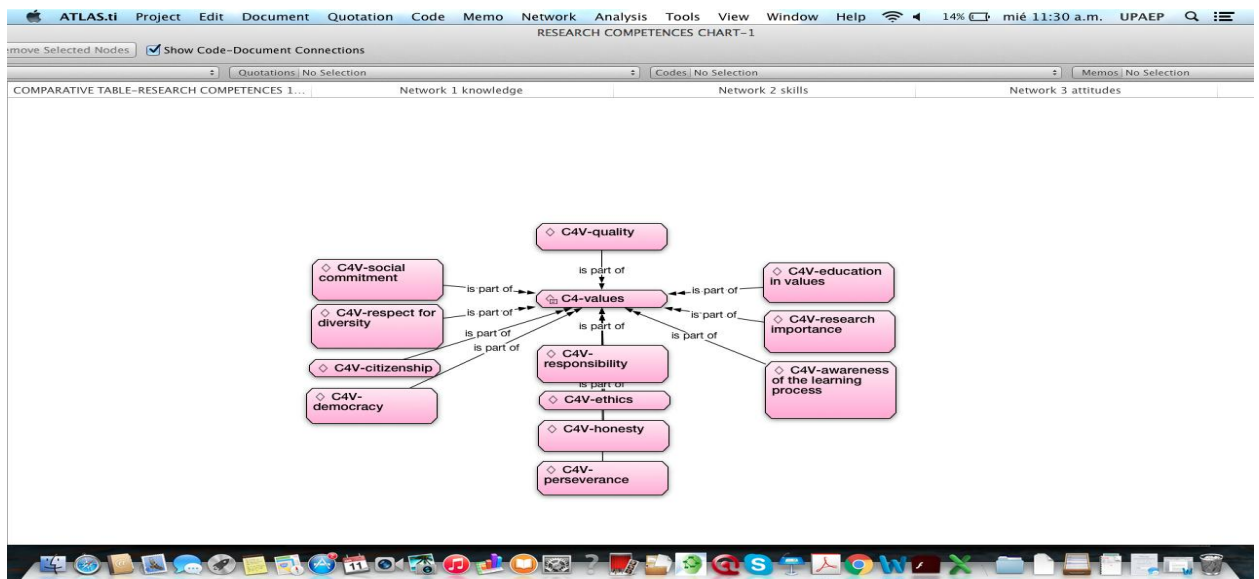 ATLAS.ti Project Edit Document Quotation Code Memo Network Analysis Tools View Window Help 14% mié 11:30 a.m. UPAEP
RESEARCH COMPETENCES CHART-1
move Selected Nodes Show Code-Document Connections
Quotations No Selection Codes No Selection Memos No Selection
COMPARATIVE TABLE-RESEARCH COMPETENCES 1... Network 1 knowledge Network 2 skills Network 3 attitudes
C4V-quality
is part of
C4V-social
commitment
is part of
C4-values
is part of
C4V-education
in values
C4V-respect for
diversity
is part of
is part of
is part of
C4V-research
importance
is part of
is part of
is part of
C4V-citizenship
C4V-
responsibility
C4V-awareness
of the learning
process
is part of
C4V-
democracy
C4V-ethics
C4V-honesty
C4V-
perseverance
11